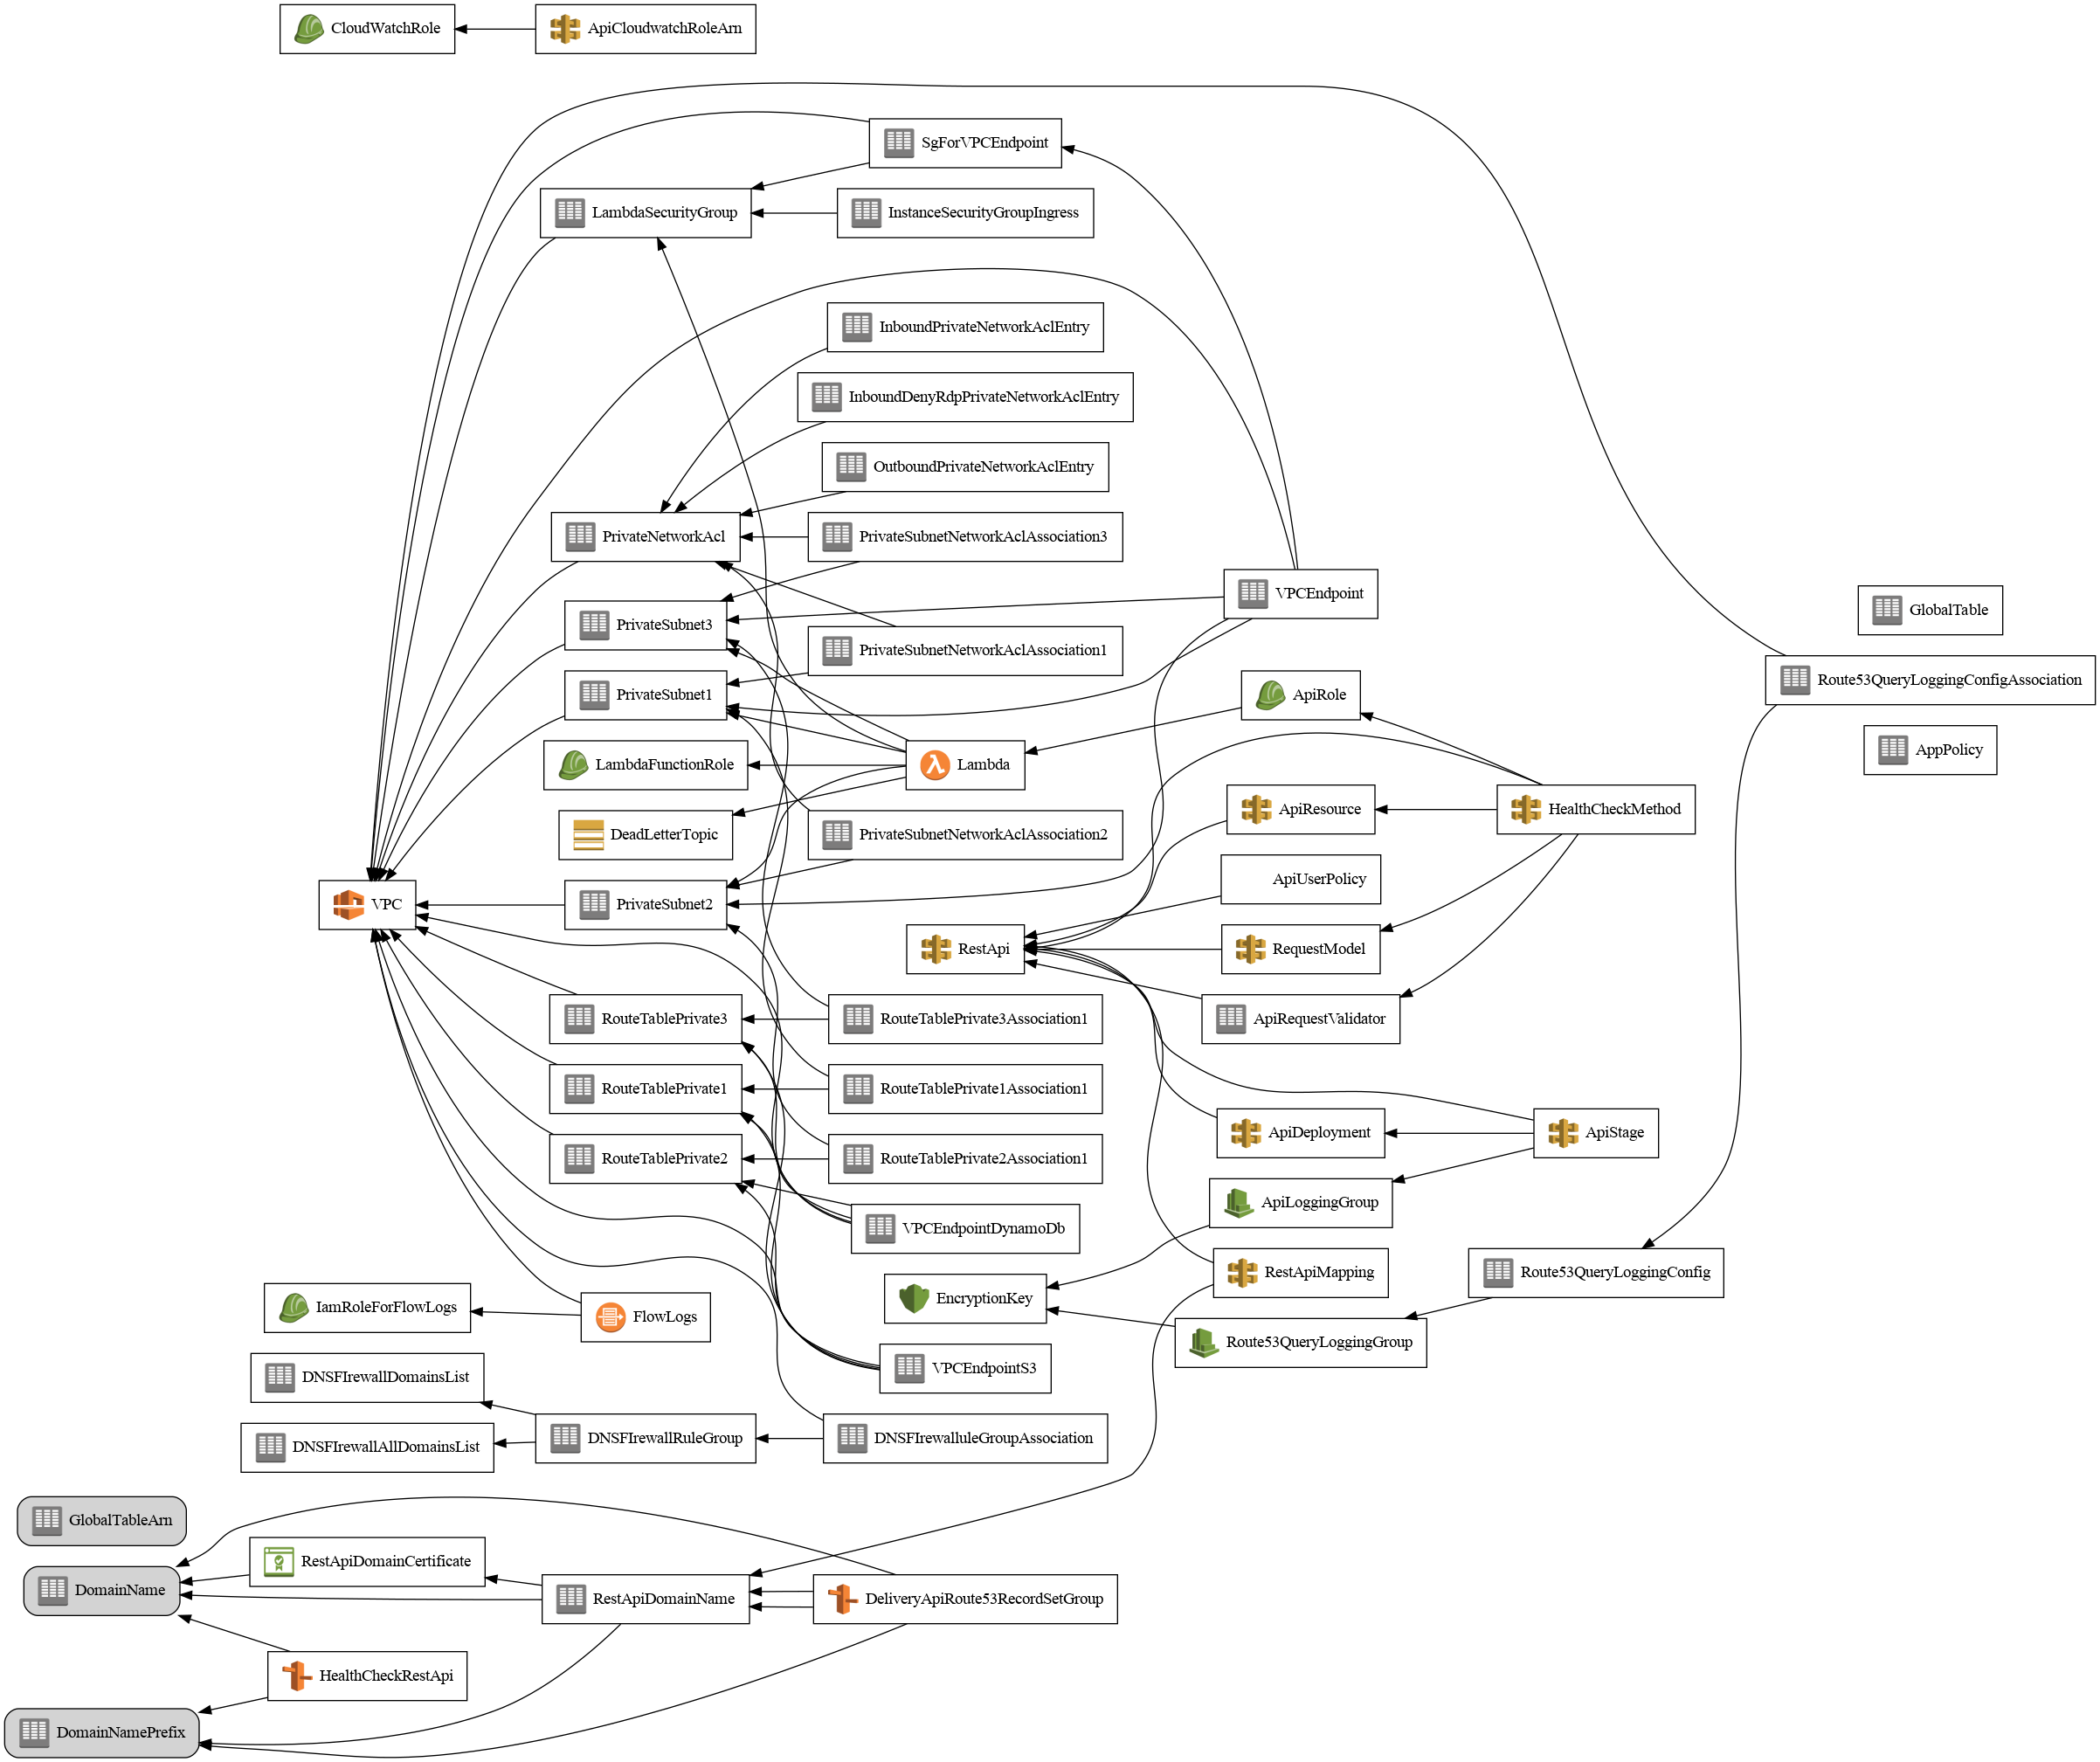 CloudWatchRole
ApiCloudwatchRoleArn
SgForVPCEndpoint
LambdaSecurityGroup
InstanceSecurityGroupIngress
InboundPrivateNetworkAclEntry
InboundDenyRdpPrivateNetworkAclEntry
OutboundPrivateNetworkAclEntry
PrivateNetworkAcl
PrivateSubnetNetworkAclAssociation3
VPCEndpoint
GlobalTable
PrivateSubnet3
PrivateSubnetNetworkAclAssociation1
Route53QueryLoggingConfigAssociation
PrivateSubnet1
ApiRole
AppPolicy
LambdaFunctionRole
Lambda
ApiResource
HealthCheckMethod
DeadLetterTopic
PrivateSubnetNetworkAclAssociation2
ApiUserPolicy
VPC
PrivateSubnet2
RestApi
RequestModel
RouteTablePrivate3
RouteTablePrivate3Association1
ApiRequestValidator
RouteTablePrivate1
RouteTablePrivate1Association1
ApiDeployment
ApiStage
RouteTablePrivate2
RouteTablePrivate2Association1
ApiLoggingGroup
VPCEndpointDynamoDb
RestApiMapping
Route53QueryLoggingConfig
EncryptionKey
IamRoleForFlowLogs
FlowLogs
Route53QueryLoggingGroup
VPCEndpointS3
DNSFIrewallDomainsList
DNSFIrewallRuleGroup
DNSFIrewalluleGroupAssociation
DNSFIrewallAllDomainsList
GlobalTableArn
RestApiDomainCertificate
DomainName
RestApiDomainName
DeliveryApiRoute53RecordSetGroup
HealthCheckRestApi
DomainNamePrefix